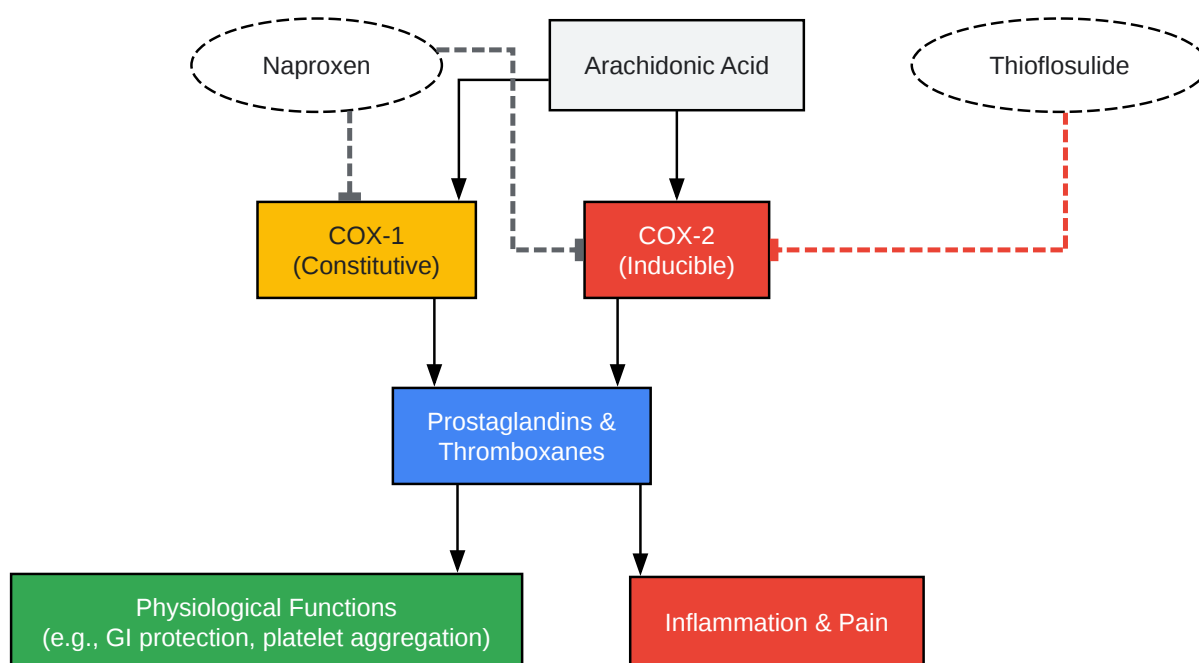 Naproxen
Arachidonic Acid
Thioflosulide
COX-1
(Constitutive)
COX-2
(Inducible)
Prostaglandins &
Thromboxanes
Physiological Functions
(e.g., GI protection, platelet aggregation)
Inflammation & Pain